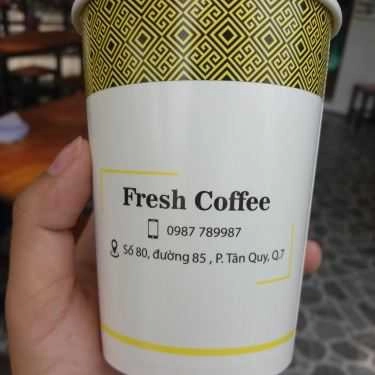 Fresh Coffee
0987 789987
Số 80, đường 85 , P. Tân Quy, Q.7